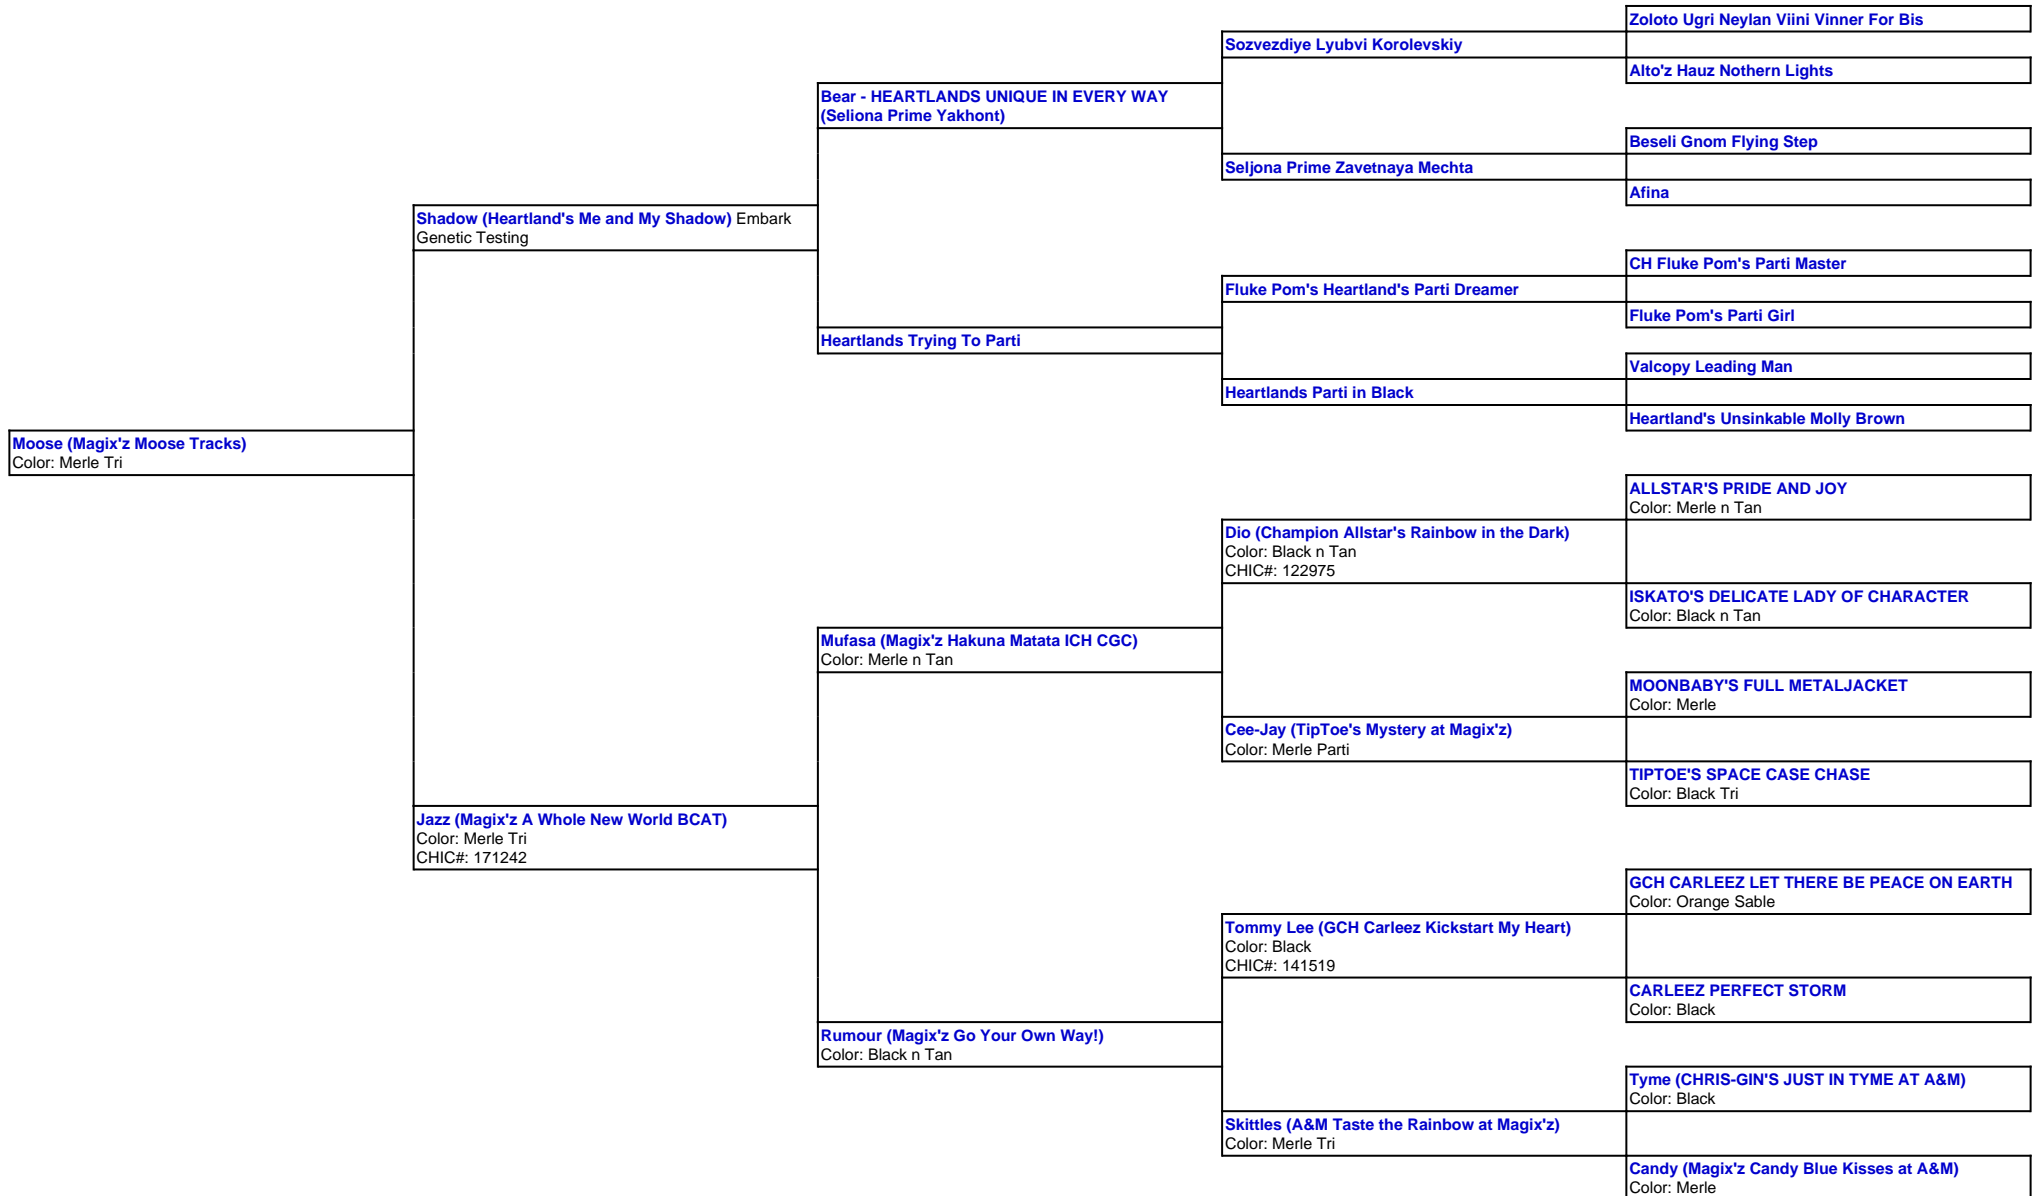 Zoloto Ugri Neylan Viini Vinner For Bis
Sozvezdiye Lyubvi Korolevskiy
Alto'z Hauz Nothern Lights
Bear - HEARTLANDS UNIQUE IN EVERY WAY
(Seliona Prime Yakhont)
Beseli Gnom Flying Step
Seljona Prime Zavetnaya Mechta
Afina
Shadow (Heartland's Me and My Shadow) Embark
Genetic Testing
CH Fluke Pom's Parti Master
Fluke Pom's Heartland's Parti Dreamer
Fluke Pom's Parti Girl
Heartlands Trying To Parti
Valcopy Leading Man
Heartlands Parti in Black
Heartland's Unsinkable Molly Brown
Moose (Magix'z Moose Tracks)
Color: Merle Tri
ALLSTAR'S PRIDE AND JOY
Color: Merle n Tan
Dio (Champion Allstar's Rainbow in the Dark)
Color: Black n Tan
CHIC#: 122975
ISKATO'S DELICATE LADY OF CHARACTER
Color: Black n Tan
Mufasa (Magix'z Hakuna Matata ICH CGC)
Color: Merle n Tan
MOONBABY'S FULL METALJACKET
Color: Merle
Cee-Jay (TipToe's Mystery at Magix'z)
Color: Merle Parti
TIPTOE'S SPACE CASE CHASE
Color: Black Tri
Jazz (Magix'z A Whole New World BCAT)
Color: Merle Tri
CHIC#: 171242
GCH CARLEEZ LET THERE BE PEACE ON EARTH
Color: Orange Sable
Tommy Lee (GCH Carleez Kickstart My Heart)
Color: Black
CHIC#: 141519
CARLEEZ PERFECT STORM
Color: Black
Rumour (Magix'z Go Your Own Way!)
Color: Black n Tan
Tyme (CHRIS-GIN'S JUST IN TYME AT A&M)
Color: Black
Skittles (A&M Taste the Rainbow at Magix'z)
Color: Merle Tri
Candy (Magix'z Candy Blue Kisses at A&M)
Color: Merle